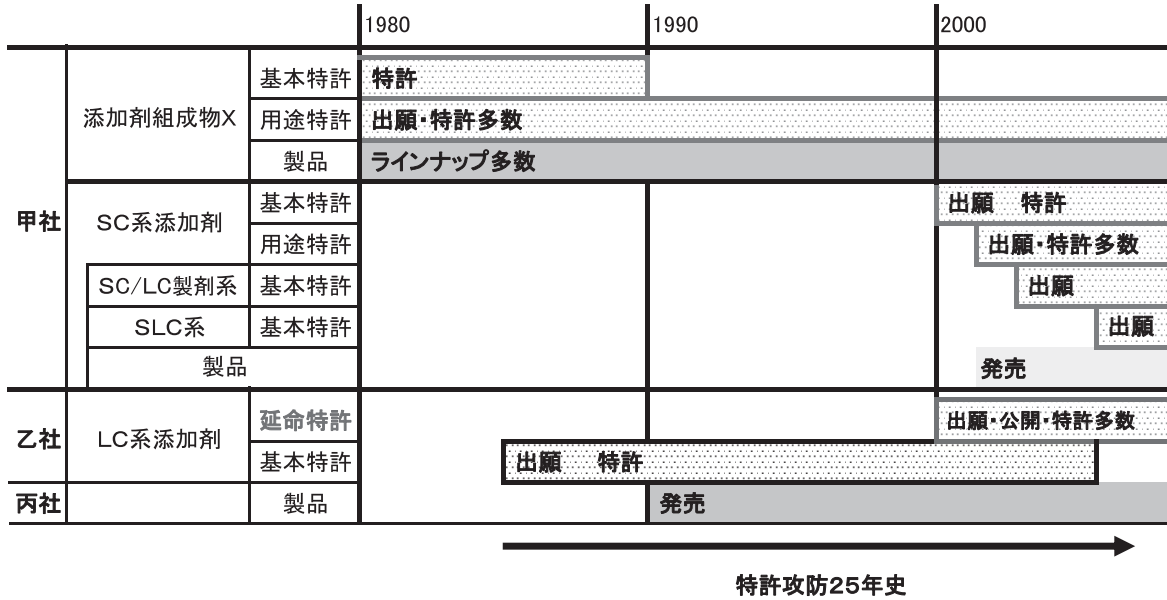 1980 1990 2000
基本特許 特許
添加剤組成物X 用途特許 出願・特許多数
製品 ラインナップ多数
甲社 SC系添加剤 基本特許 出願 特許
用途特許 出願・特許多数
SC/LC製剤系 基本特許 出願
SLC系 基本特許 出願
製品 発売
乙社 LC系添加剤 延命特許 出願・公開・特許多数
基本特許 出願 特許
丙社 製品 発売
特許攻防25年史